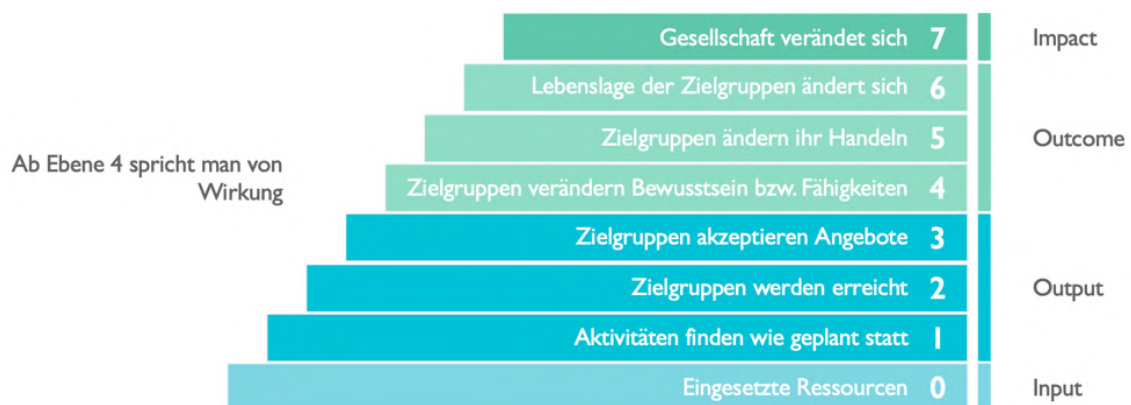 Gesellschaft verändet sich 7 Impact
Lebenslage der Zielgruppen ändert sich 6
Zielgruppen ändern ihr Handeln 5 Outcome
Ab Ebene 4 spricht man von
Wirkung
Zielgruppen verändern Bewusstsein bzw. Fähigkeiten 4
Zielgruppen akzeptieren Angebote 3
Zielgruppen werden erreicht 2 Output
Aktivitäten finden wie geplant statt 1
Eingesetzte Ressourcen 0 Input